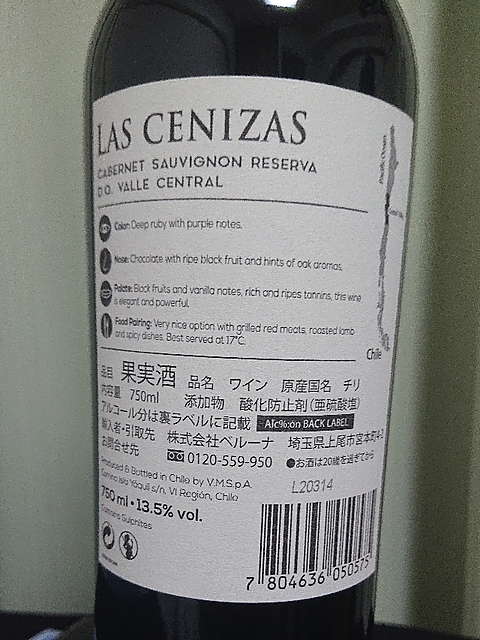 LAS CENIZAS
CABERNET SAUVIGNON RESERVA
D.O. VALLE CENTRAL
Pacific Ocean
Color: Deep ruby with purple notes.
Nose: Chocolate with ripe black fruit and hints of oak aromas.
Palate: Black fruits and vanilla notes, rich and ripes tannins, this wine
is elegant and powerful.
Food Pairing: Very nice option with grilled red meats, roasted lamb
and spicy dishes. Best served at 17°C.
Chile
品目 果実酒 品名 ワイン 原産国名 チリ
内容量 750ml 添加物 酸化防止剤(亜硫酸塩)
アルコール分は裏ラベルに記載 Alc%:on BACK LABEL
輸入者・引取先 株式会社ベルーナ 埼玉県上尾市宮本町4-2
お問合せ先 0120-559-950 ●お酒は20歳を過ぎてから
Produced & Bottled in Chile by V.M.S.p.A.
Camino Isla Yáquil s/n. VI Región, Chile
L20314
750 ml • 13.5% vol.
Contains Sulphites
7 804636 050575